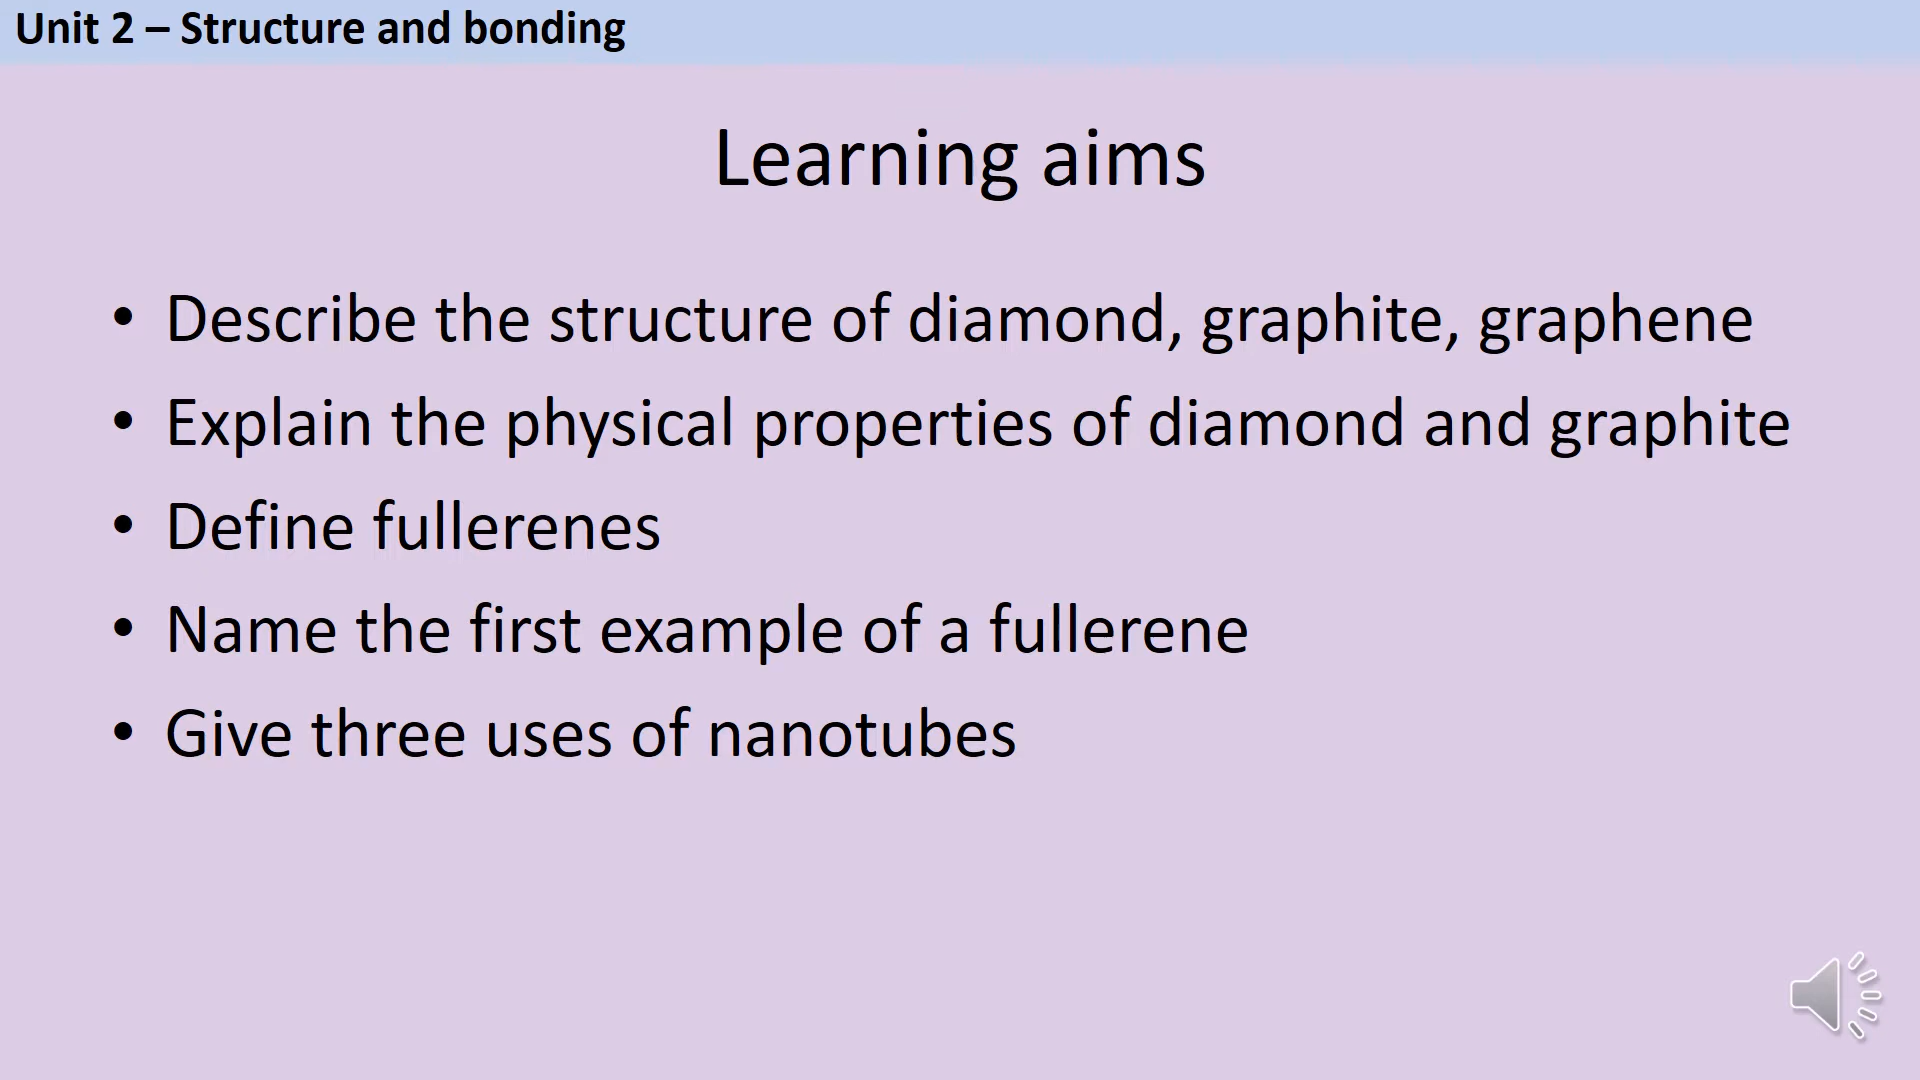 Unit 2 – Structure and bonding
Learning aims
• Describe the structure of diamond, graphite, graphene
• Explain the physical properties of diamond and graphite
• Define fullerenes
• Name the first example of a fullerene
• Give three uses of nanotubes